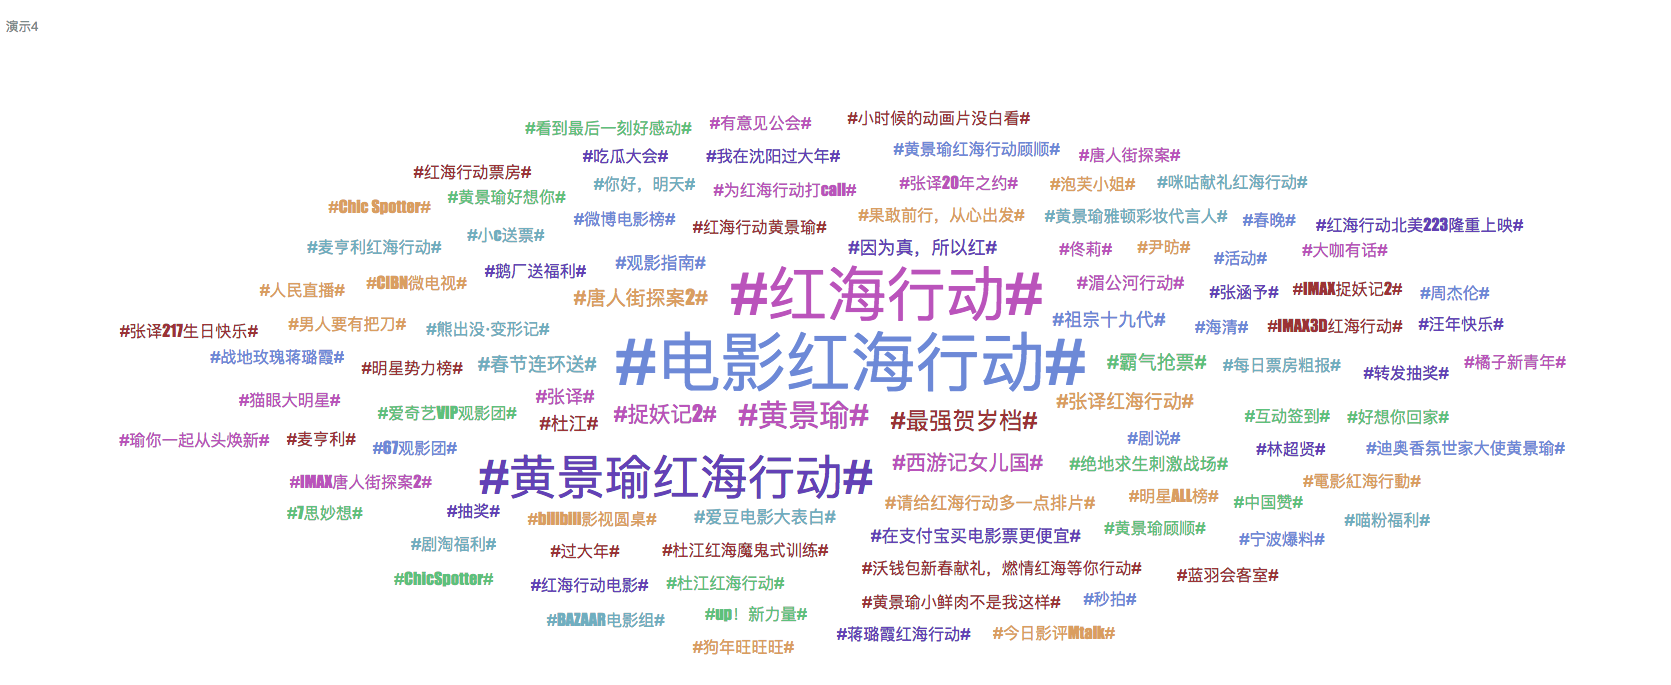 演示4
#小时候的动画片没白看#
#看到最后一刻好感动# #有意见公会#
#吃瓜大会# #我在沈阳过大年# #黄景瑜红海行动顾顺# #唐人街探案#
#红海行动票房# #你好，明天# #为红海行动打call# #张译20年之约# #泡芙小姐# #咪咕献礼红海行动#
#Chic Spotter# #黄景瑜好想你# #微博电影榜# #红海行动黄景瑜# #果敢前行，从心出发# #黄景瑜雅顿彩妆代言人# #春晚# #红海行动北美223隆重上映#
#麦亨利红海行动# #小c送票# #因为真，所以红# #佟莉# #尹昉# #活动# #大咖有话#
#人民直播# #CIBN微电视# #鹅厂送福利# #观影指南# #唐人街探案2# #红海行动# #湄公河行动# #张涵予# #IMAX捉妖记2# #周杰伦#
#张译217生日快乐# #男人要有把刀# #熊出没·变形记# #祖宗十九代# #海清# #IMAX3D红海行动# #汪年快乐#
#战地玫瑰蒋璐霞# #明星势力榜# #春节连环送# #电影红海行动# #霸气抢票# #每日票房粗报# #转发抽奖# #橘子新青年#
#猫眼大明星# #爱奇艺VIP观影团# #张译# #杜江# #捉妖记2# #黄景瑜# #最强贺岁档# #张译红海行动# #互动签到# #好想你回家#
#瑜你一起从头焕新# #麦亨利# #67观影团# #剧说# #林超贤# #迪奥香氛世家大使黄景瑜#
#IMAX唐人街探案2# #黄景瑜红海行动# #西游记女儿国# #绝地求生刺激战场# #電影紅海行動#
#7思妙想# #抽奖# #bilibili影视圆桌# #爱豆电影大表白# #请给红海行动多一点排片# #明星ALL榜# #中国赞# #喵粉福利#
#剧淘福利# #过大年# #杜江红海魔鬼式训练# #在支付宝买电影票更便宜# #黄景瑜顾顺# #宁波爆料#
#ChicSpotter# #红海行动电影# #杜江红海行动# #沃钱包新春献礼，燃情红海等你行动# #蓝羽会客室#
#BAZAAR电影组# #up！新力量# #黄景瑜小鲜肉不是我这样# #秒拍#
#狗年旺旺旺# #蒋璐霞红海行动# #今日影评Mtalk#